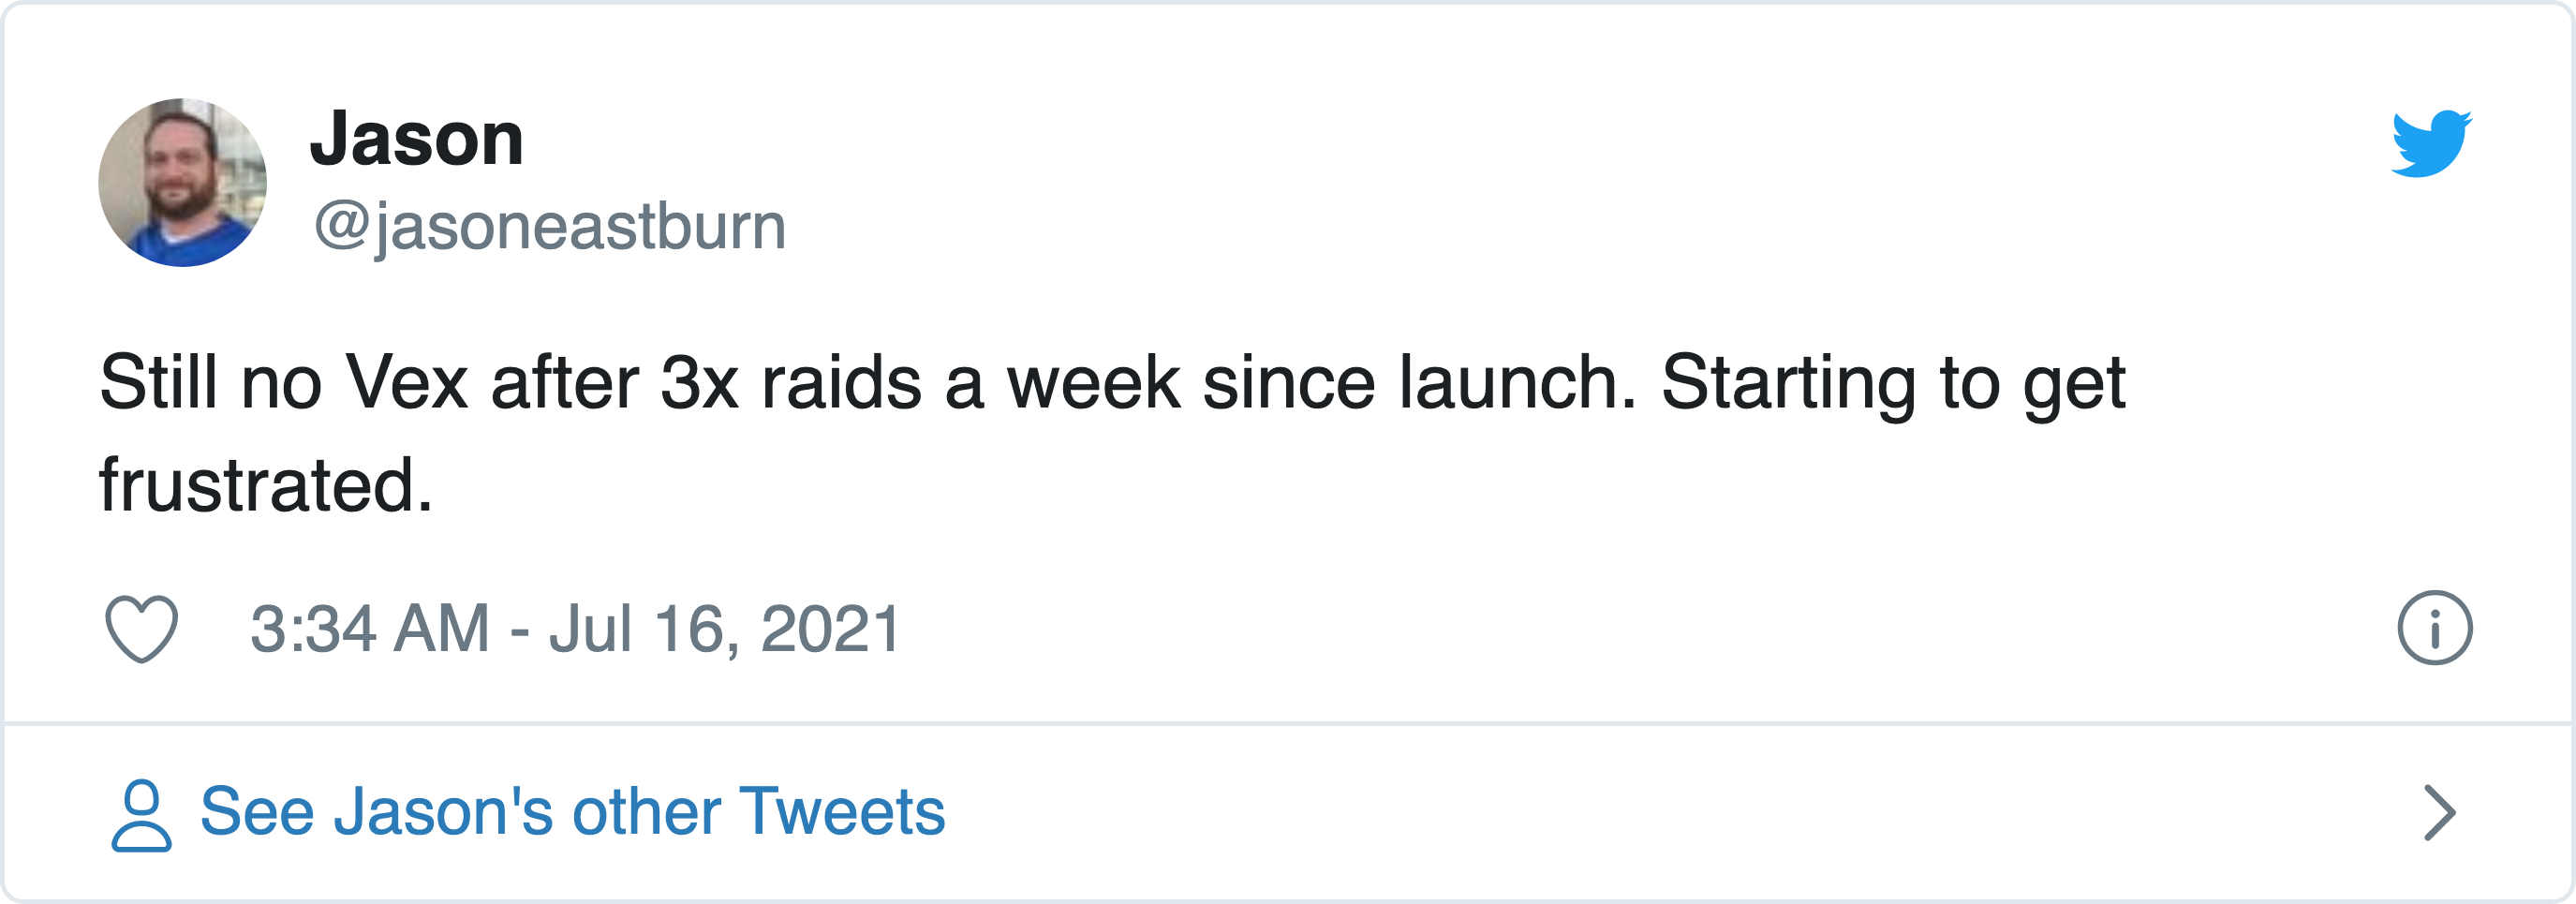 Jason
@jasoneastburn
Still no Vex after 3x raids a week since launch. Starting to get
frustrated.
3:34 AM - Jul 16, 2021
See Jason's other Tweets